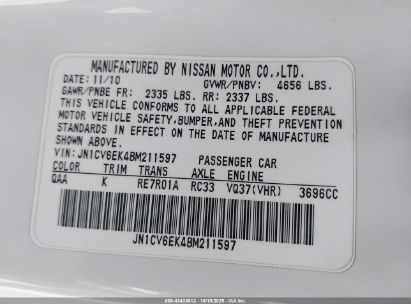 MANUFACTURED BY NISSAN MOTOR CO.,LTD.
DATE: 11/10 GVWR/PNBV: 4656 LBS.
GAWR/PNBE FR: 2335 LBS. RR: 2337 LBS.
THIS VEHICLE CONFORMS TO ALL APPLICABLE FEDERAL
MOTOR VEHICLE SAFETY, BUMPER, AND THEFT PREVENTION
STANDARDS IN EFFECT ON THE DATE OF MANUFACTURE
SHOWN ABOVE.
VIN: JN1CV6EK4BM211597 PASSENGER CAR
COLOR TRIM TRANS AXLE ENGINE
QAA K RE7R01A RC33 VQ37(VHR) 3696CC
JN1CV6EK4BM211597